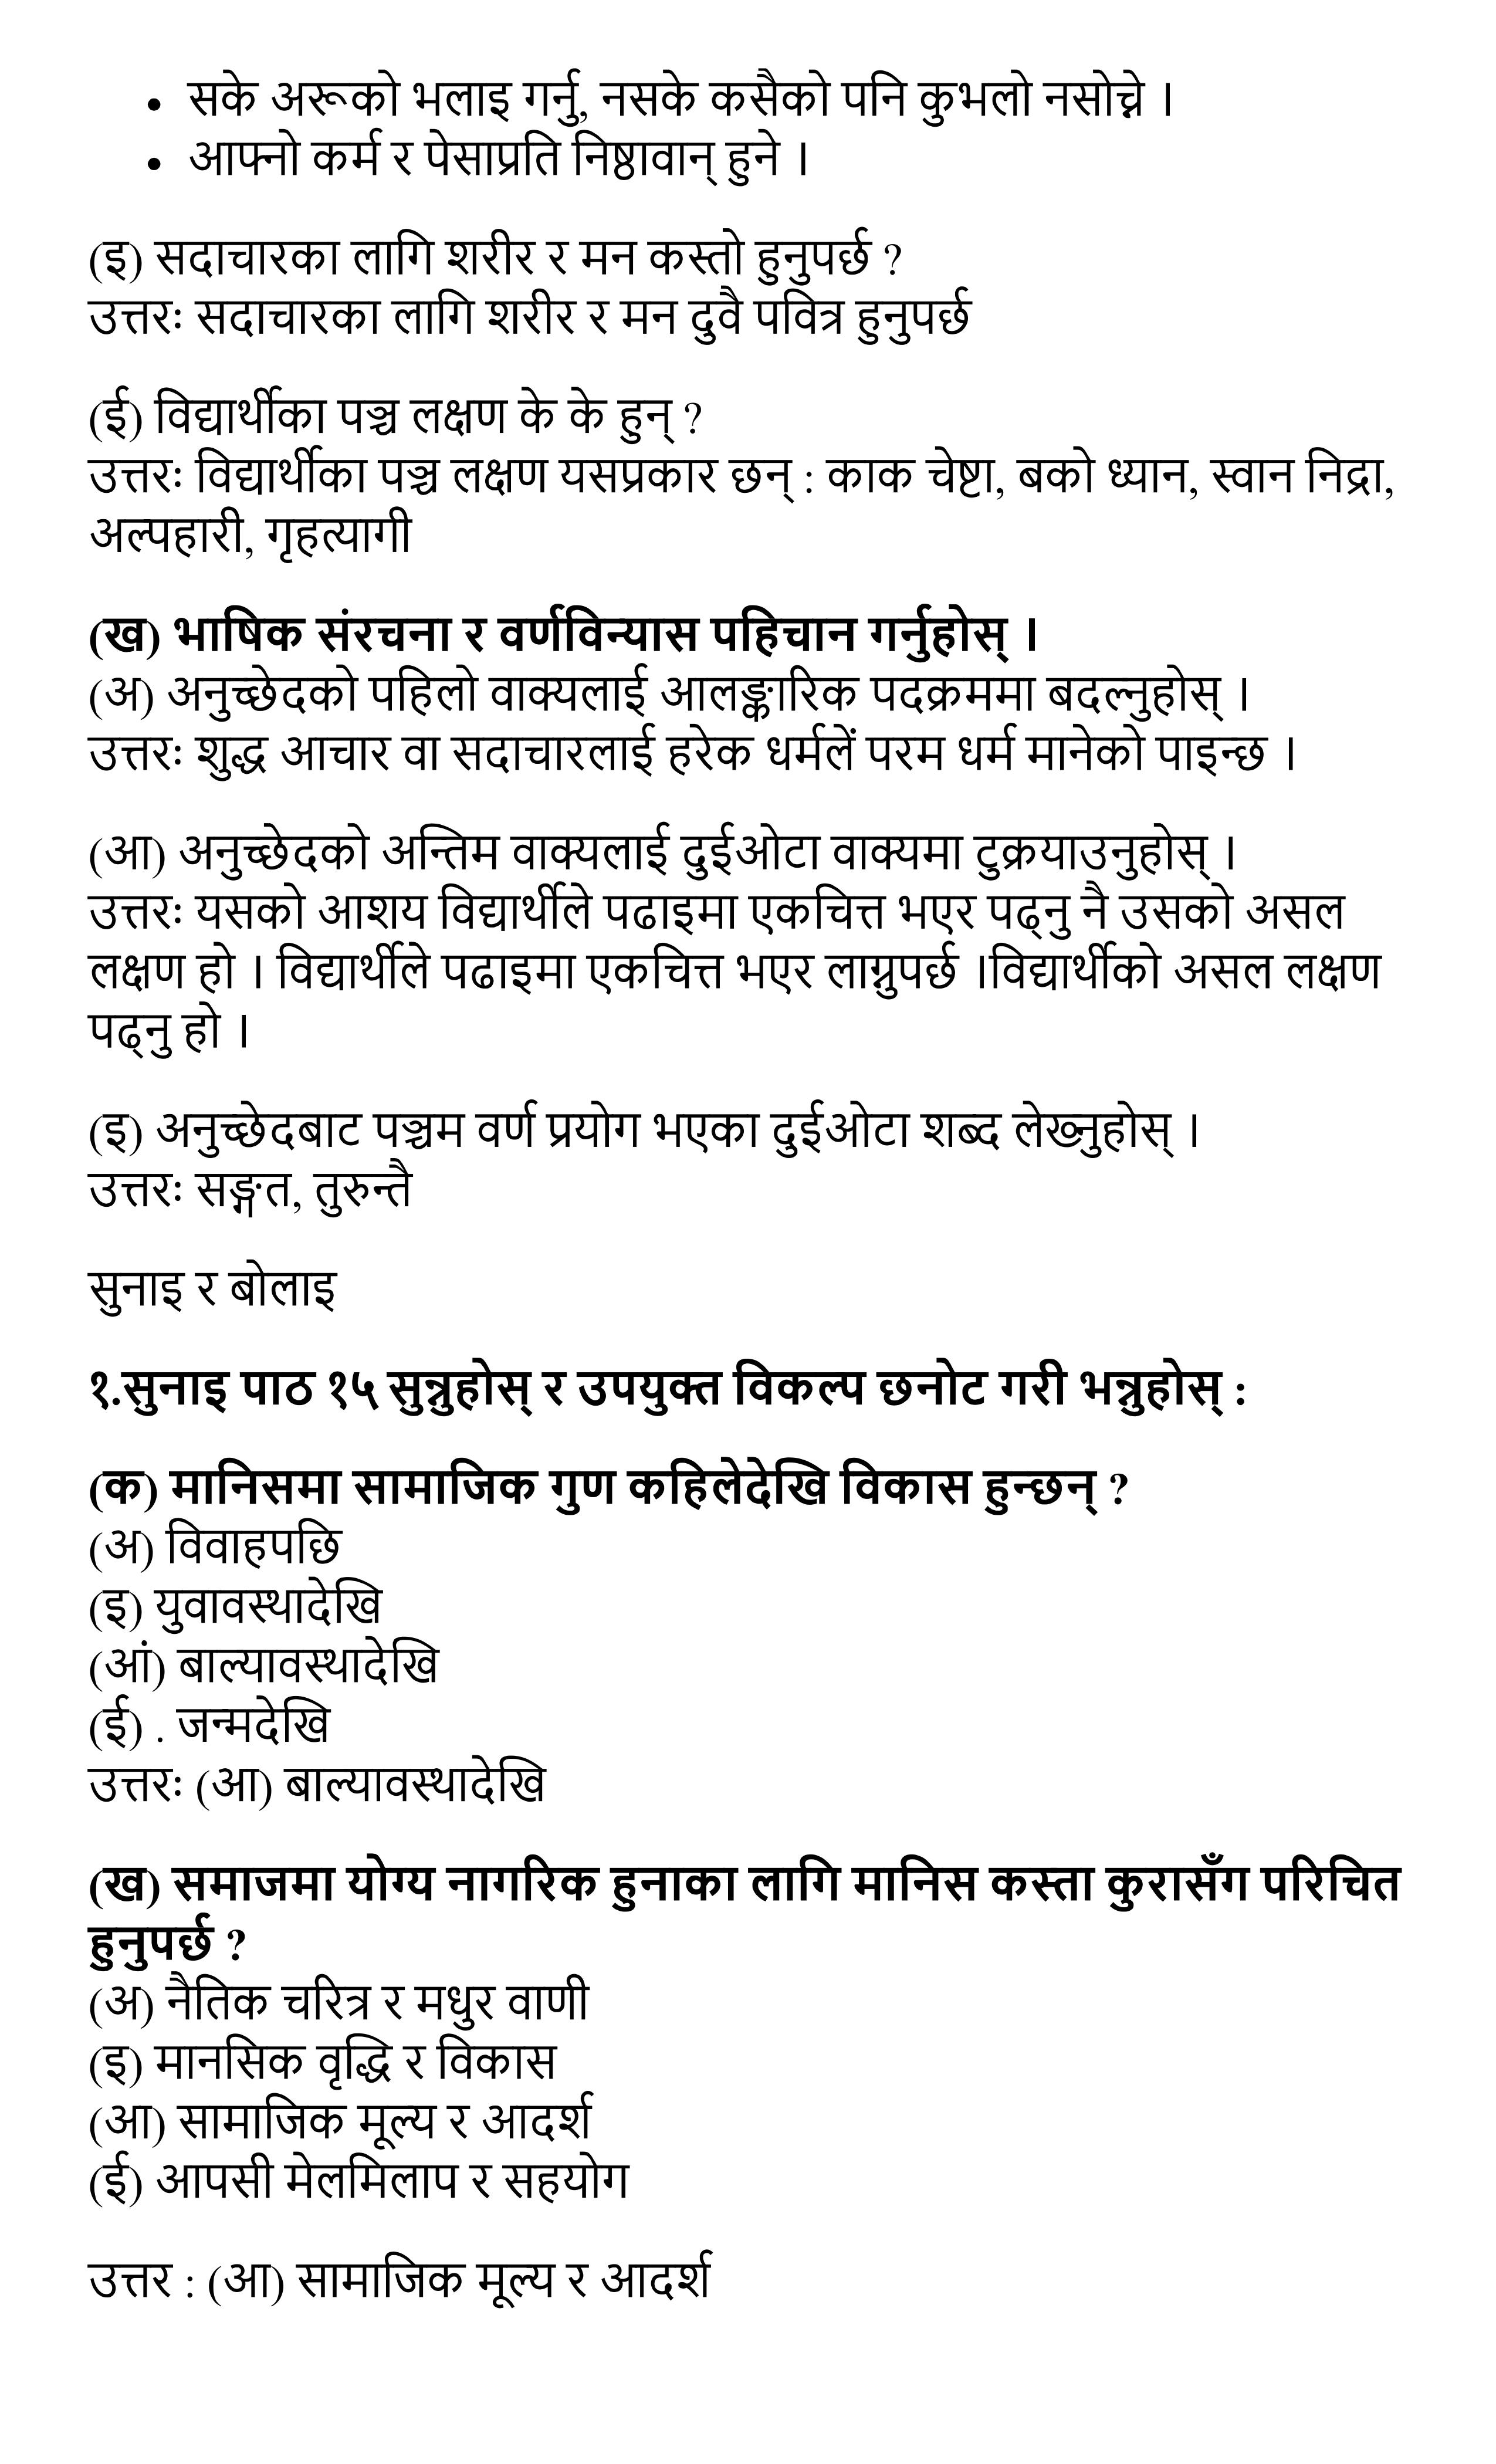 • सके अरूको भलाइ गर्नु, नसके कसैको पनि कुभलो नसोच्ने ।
• आफ्नो कर्म र पेसाप्रति निष्ठावान् हुने ।
(इ) सदाचारका लागि शरीर र मन कस्तो हुनुपर्छ ?
उत्तरः सदाचारका लागि शरीर र मन दुवै पवित्र हुनुपर्छ
(ई) विद्यार्थीका पञ्च लक्षण के के हुन् ?
उत्तरः विद्यार्थीका पञ्च लक्षण यसप्रकार छन् : काक चेष्टा, बको ध्यान, स्वान निद्रा,
अल्पहारी, गृहत्यागी
(ख) भाषिक संरचना र वर्णविन्यास पहिचान गर्नुहोस् ।
(अ) अनुच्छेदको पहिलो वाक्यलाई आलङ्कारिक पदक्रममा बदल्नुहोस् ।
उत्तरः शुद्ध आचार वा सदाचारलाई हरेक धर्मलें परम धर्म मानेको पाइन्छ ।
(आ) अनुच्छेदको अन्तिम वाक्यलाई दुईओटा वाक्यमा टुक्रयाउनुहोस् ।
उत्तरः यसको आशय विद्यार्थीले पढाइमा एकचित्त भएर पढ्नु नै उसको असल
लक्षण हो । विद्यार्थीले पढाइमा एकचित्त भएर लाग्नुपर्छ ।विद्यार्थीको असल लक्षण
पढ्नु हो ।
(इ) अनुच्छेदबाट पञ्चम वर्ण प्रयोग भएका दुईओटा शब्द लेख्नुहोस् ।
उत्तरः सङ्गत, तुरुन्तै
सुनाइ र बोलाइ
१.सुनाइ पाठ १५ सुन्नुहोस् र उपयुक्त विकल्प छनोट गरी भन्नुहोस् :
(क) मानिसमा सामाजिक गुण कहिलेदेखि विकास हुन्छन् ?
(अ) विवाहपछि
(इ) युवावस्थादेखि
(आं) बाल्यावस्थादेखि
(ई) . जन्मदेखि
उत्तरः (आ) बाल्यावस्थादेखि
(ख) समाजमा योग्य नागरिक हुनाका लागि मानिस कस्ता कुरासँग परिचित
हुनुपर्छ ?
(अ) नैतिक चरित्र र मधुर वाणी
(इ) मानसिक वृद्धि र विकास
(आ) सामाजिक मूल्य र आदर्श
(ई) आपसी मेलमिलाप र सहयोग
उत्तर : (आ) सामाजिक मूल्य र आदर्श